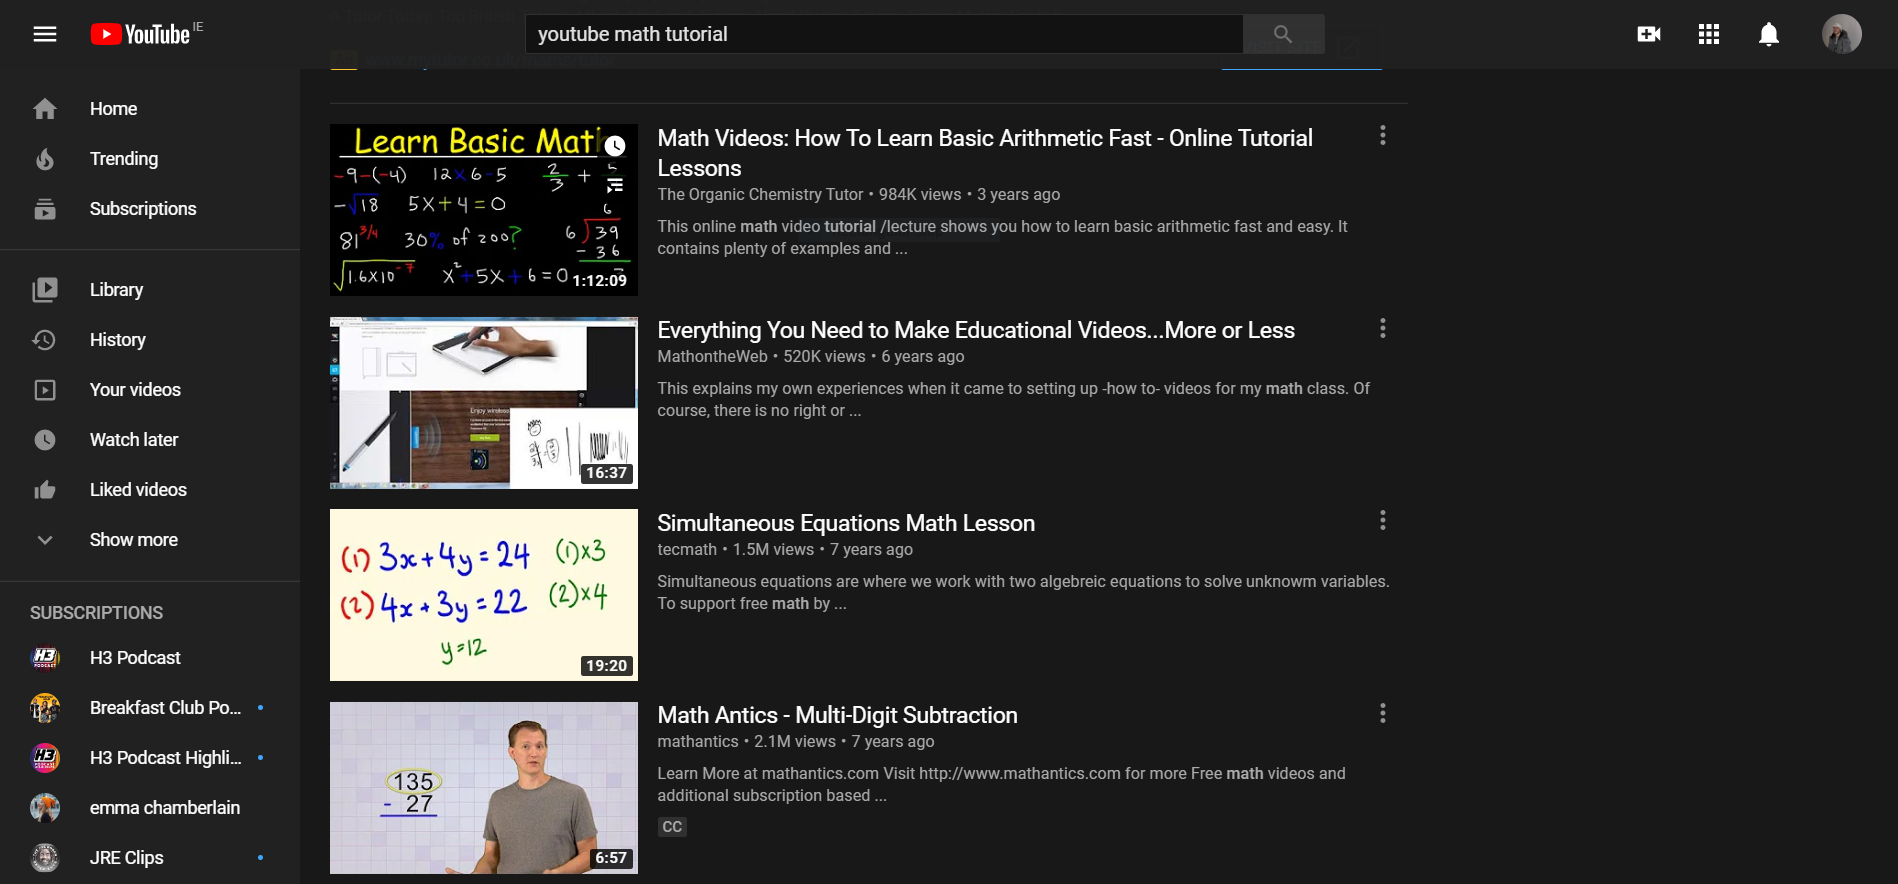 YouTube IE
youtube math tutorial
Home
Trending
Subscriptions
Library
History
Your videos
Watch later
Liked videos
Show more
SUBSCRIPTIONS
H3 Podcast
Breakfast Club Po...
H3 Podcast Highli...
emma chamberlain
JRE Clips
Learn Basic Math
-9-(-4) 12x6-5 2/3 + 5
-√18 5X+4=0 6
81^3/4 30% of 200? 6)39
- 36
√1.6X10^-7 X²+5X+6=0
1:12:09
Math Videos: How To Learn Basic Arithmetic Fast - Online Tutorial
Lessons
The Organic Chemistry Tutor • 984K views • 3 years ago
This online math video tutorial /lecture shows you how to learn basic arithmetic fast and easy. It
contains plenty of examples and ...
16:37
Everything You Need to Make Educational Videos...More or Less
MathontheWeb • 520K views • 6 years ago
This explains my own experiences when it came to setting up -how to- videos for my math class. Of
course, there is no right or ...
(1) 3x+4y=24 (1)x3
(2) 4x+3y=22 (2)x4
y=12
19:20
Simultaneous Equations Math Lesson
tecmath • 1.5M views • 7 years ago
Simultaneous equations are where we work with two algebreic equations to solve unknowm variables.
To support free math by ...
135
- 27
6:57
Math Antics - Multi-Digit Subtraction
mathantics • 2.1M views • 7 years ago
Learn More at mathantics.com Visit http://www.mathantics.com for more Free math videos and
additional subscription based ...
CC